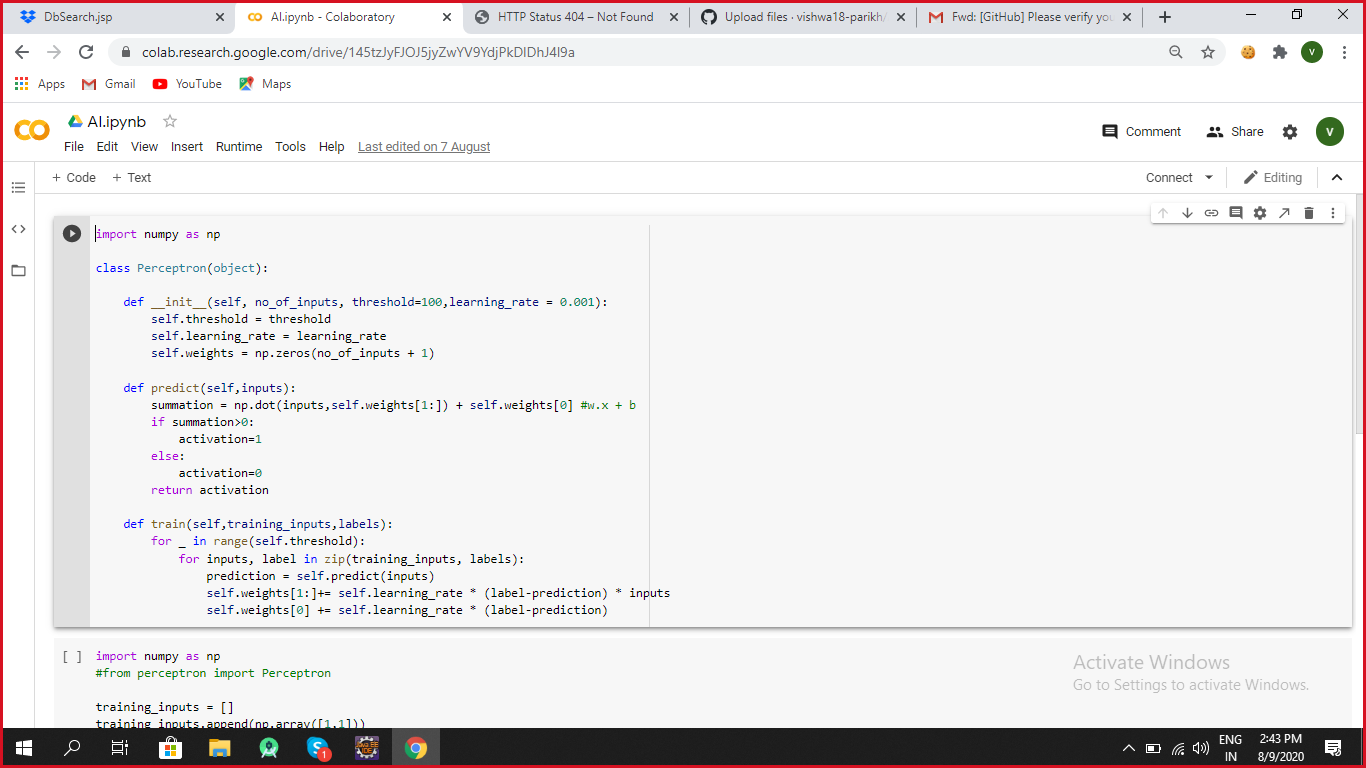 DbSearch.jsp
AI.ipynb - Colaboratory
HTTP Status 404 – Not Found
Upload files · vishwa18-parikh/
Fwd: [GitHub] Please verify you
colab.research.google.com/drive/145tzJyFJOJ5jyZwYV9YdjPkDIDhJ4I9a
V
Apps
Gmail
YouTube
Maps
AI.ipynb
File Edit View Insert Runtime Tools Help Last edited on 7 August
Comment
Share
V
+ Code + Text
Connect
Editing
import numpy as np
class Perceptron(object):
def __init__(self, no_of_inputs, threshold=100,learning_rate = 0.001):
self.threshold = threshold
self.learning_rate = learning_rate
self.weights = np.zeros(no_of_inputs + 1)
def predict(self,inputs):
summation = np.dot(inputs,self.weights[1:]) + self.weights[0] #w.x + b
if summation>0:
activation=1
else:
activation=0
return activation
def train(self,training_inputs,labels):
for _ in range(self.threshold):
for inputs, label in zip(training_inputs, labels):
prediction = self.predict(inputs)
self.weights[1:]+= self.learning_rate * (label-prediction) * inputs
self.weights[0] += self.learning_rate * (label-prediction)
[ ] import numpy as np
#from perceptron import Perceptron
training_inputs = []
training_inputs.append(np.array([1,1]))
Activate Windows
Go to Settings to activate Windows.
1
ENG
IN
2:43 PM
8/9/2020